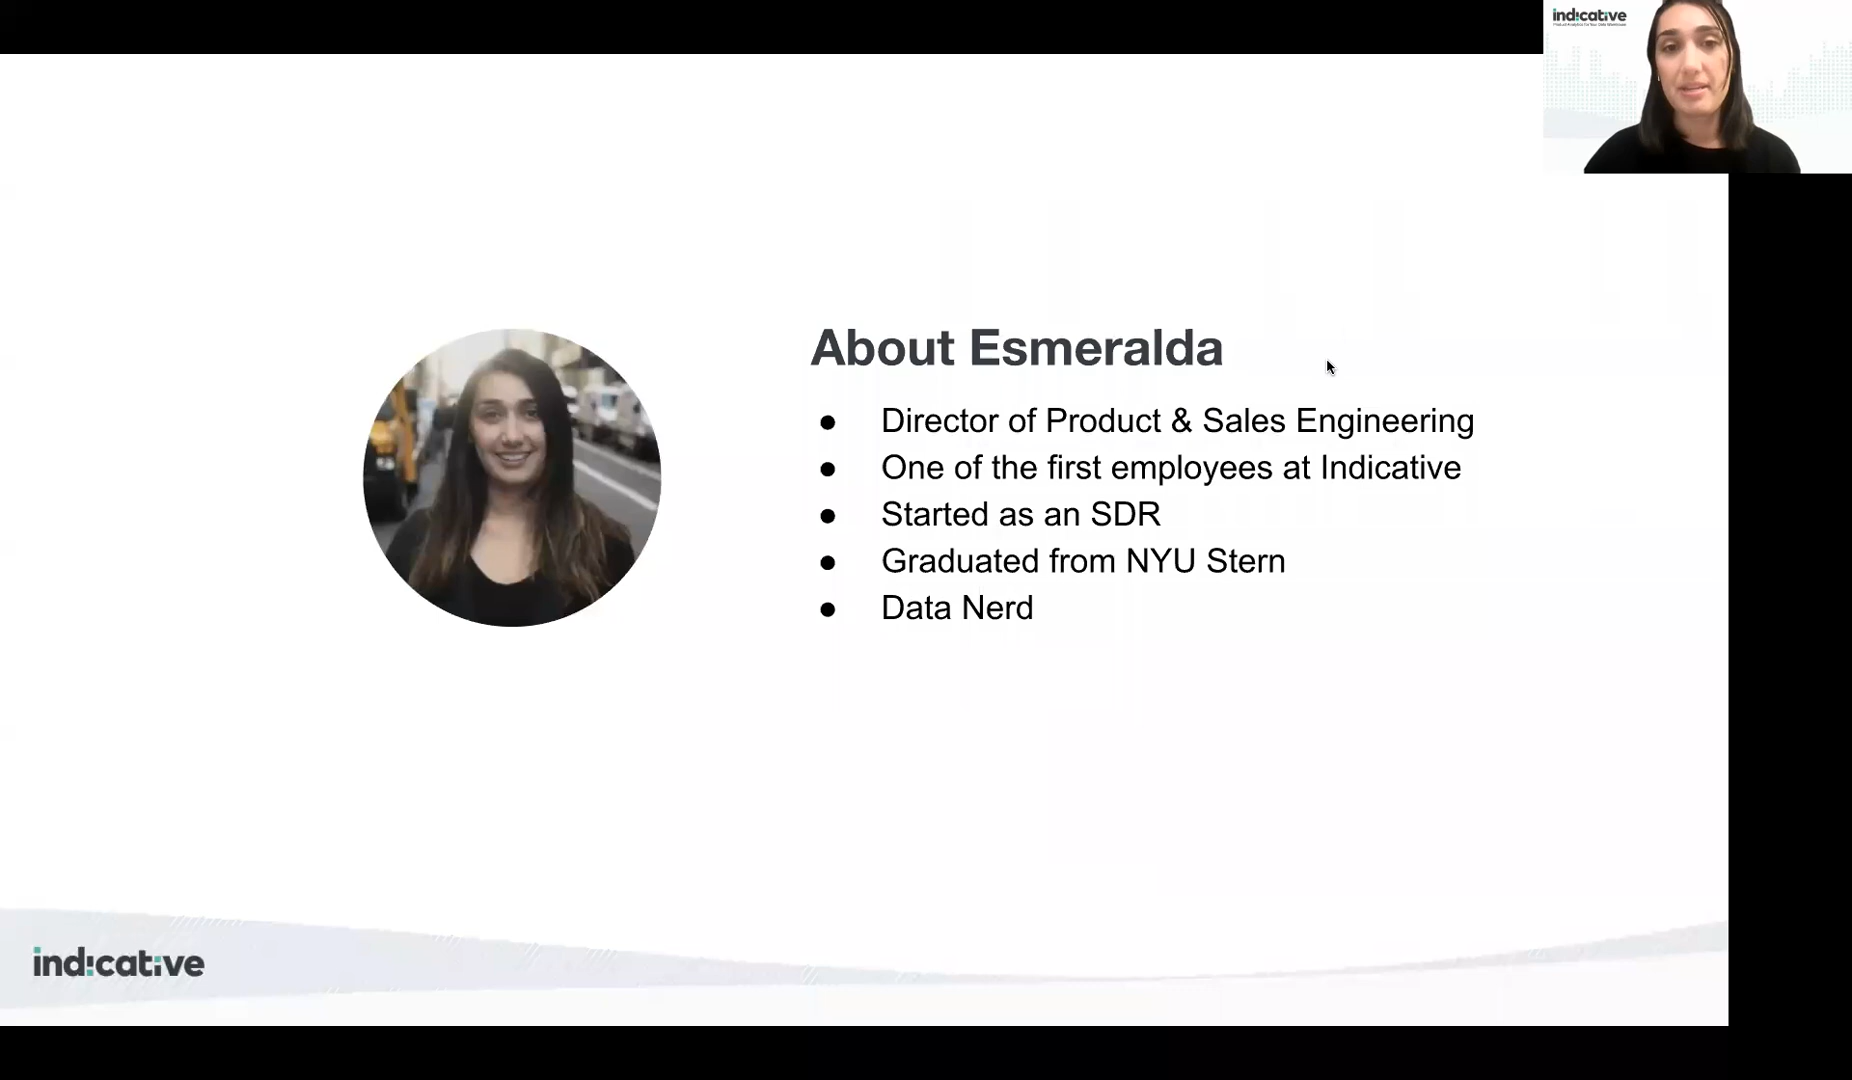 indicative
About Esmeralda
Director of Product & Sales Engineering
One of the first employees at Indicative
Started as an SDR
Graduated from NYU Stern
Data Nerd
indicative